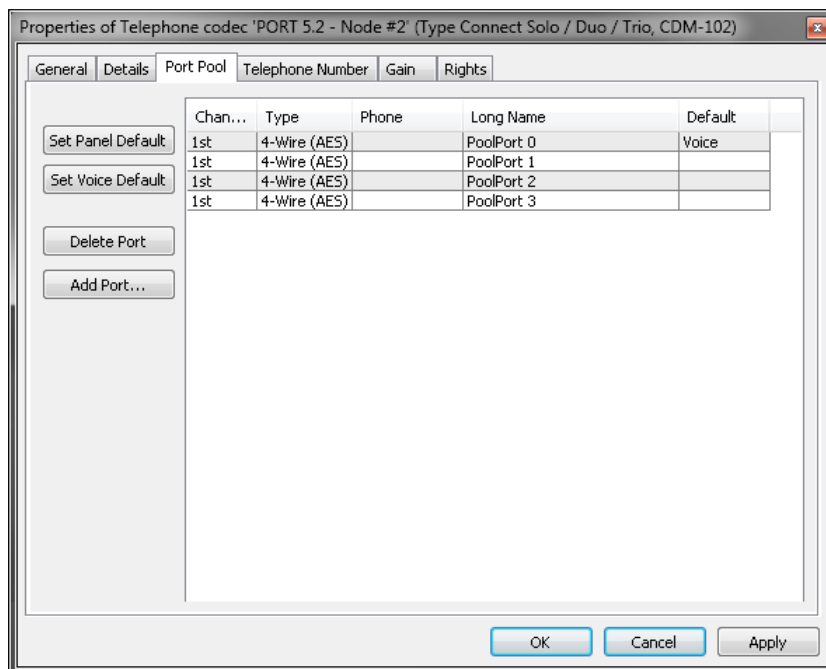 Properties of Telephone codec 'PORT 5.2 - Node #2' (Type Connect Solo / Duo / Trio, CDM-102)
General Details Port Pool Telephone Number Gain Rights
Set Panel Default
Set Voice Default
Delete Port
Add Port...
Chan... Type Phone Long Name Default
1st 4-Wire (AES) PoolPort 0 Voice
1st 4-Wire (AES) PoolPort 1
1st 4-Wire (AES) PoolPort 2
1st 4-Wire (AES) PoolPort 3
OK Cancel Apply